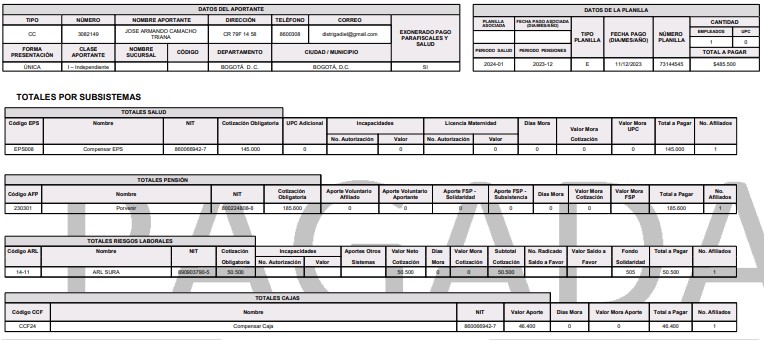 DATOS DEL APORTANTE
TIPO NÚMERO NOMBRE APORTANTE DIRECCIÓN TELÉFONO CORREO EXONERADO PAGO PARAFISCALES Y SALUD
CC 3082149 JOSE ARMANDO CAMACHO TRIANA CR 79F 14 58 8600308 distrigadiet@gmail.com
FORMA PRESENTACIÓN CLASE APORTANTE NOMBRE SUCURSAL CÓDIGO DEPARTAMENTO CIUDAD / MUNICIPIO
ÚNICA I – Independiente BOGOTÁ D. C. BOGOTÁ, D.C. SI
DATOS DE LA PLANILLA
PLANILLA ASOCIADA FECHA PAGO ASOCIADA (DIA/MES/AÑO) TIPO PLANILLA FECHA PAGO (DIA/MES/AÑO) NÚMERO PLANILLA CANTIDAD
EMPLEADOS UPC
1 0
PERIODO SALUD PERIODO PENSIONES TOTAL A PAGAR
2024-01 2023-12 E 11/12/2023 73144545 $485.500
TOTALES POR SUBSISTEMAS
TOTALES SALUD
Código EPS Nombre NIT Cotización Obligatoria UPC Adicional Incapacidades Licencia Maternidad Días Mora Valor Mora Cotización Valor Mora UPC Total a Pagar No. Afiliados
No. Autorización Valor No. Autorización Valor
EPS008 Compensar EPS 860066942-7 145.000 0 0 0 0 0 0 145.000 1
TOTALES PENSIÓN
Código AFP Nombre NIT Cotización Obligatoria Aporte Voluntario Afiliado Aporte Voluntario Aportante Aporte FSP - Solidaridad Aporte FSP - Subsistencia Días Mora Valor Mora Cotización Valor Mora FSP Total a Pagar No. Afiliados
230301 Porvenir 800224808-8 185.600 0 0 0 0 0 0 0 185.600 1
TOTALES RIESGOS LABORALES
Código ARL Nombre NIT Cotización Obligatoria Incapacidades Aportes Otros Sistemas Valor Neto Cotización Días Mora Valor Mora Cotización Subtotal Cotización No. Radicado Saldo a Favor Valor Saldo a Favor Fondo Solidaridad Total a Pagar No. Afiliados
No. Autorización Valor
14-11 ARL SURA 890903790-5 50.500 50.500 0 0 50.500 505 50.500 1
TOTALES CAJAS
Código CCF Nombre NIT Valor Aporte Días Mora Valor Mora Aporte Total a Pagar No. Afiliados
CCF24 Compensar Caja 860066942-7 46.400 0 0 46.400 1
PAGADA